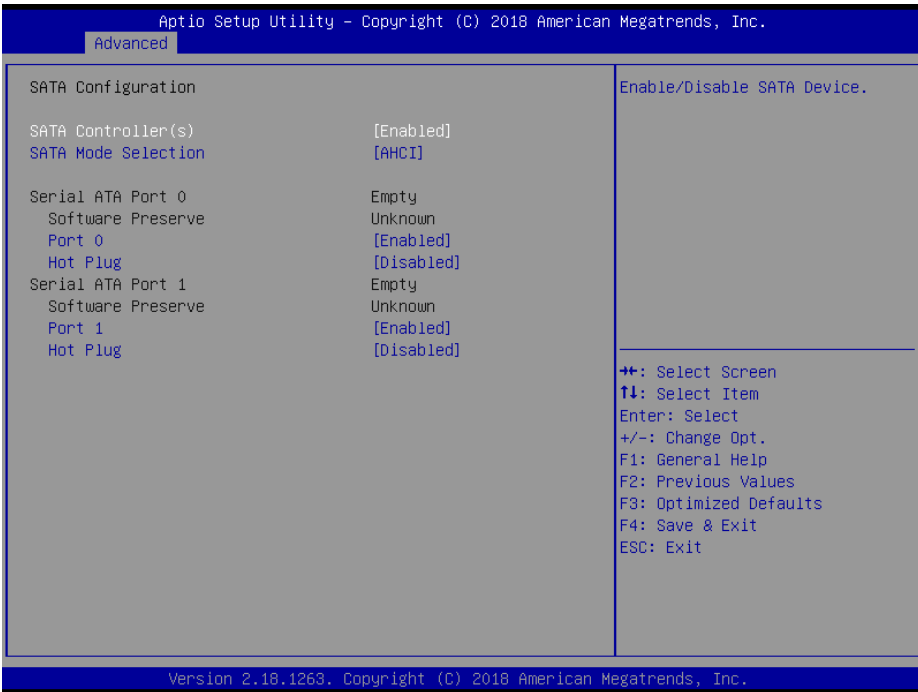 Aptio Setup Utility – Copyright (C) 2018 American Megatrends, Inc.
Advanced
SATA Configuration
SATA Controller(s) [Enabled]
SATA Mode Selection [AHCI]
Serial ATA Port 0 Empty
Software Preserve Unknown
Port 0 [Enabled]
Hot Plug [Disabled]
Serial ATA Port 1 Empty
Software Preserve Unknown
Port 1 [Enabled]
Hot Plug [Disabled]
Enable/Disable SATA Device.
→←: Select Screen
↑↓: Select Item
Enter: Select
+/-: Change Opt.
F1: General Help
F2: Previous Values
F3: Optimized Defaults
F4: Save & Exit
ESC: Exit
Version 2.18.1263. Copyright (C) 2018 American Megatrends, Inc.